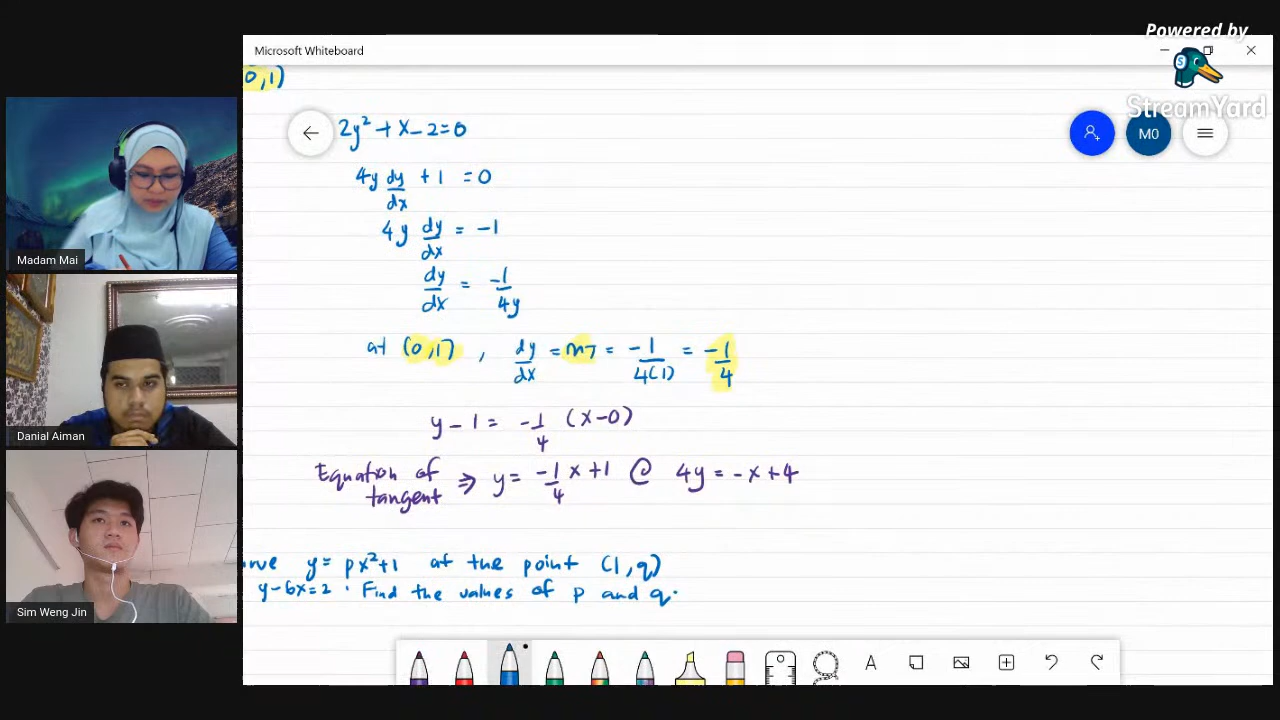 Powered by
StreamYard
Microsoft Whiteboard
0,1)
2y² + x - 2 = 0
4y dy/dx + 1 = 0
4y dy/dx = -1
dy/dx = -1/4y
at (0,1), dy/dx = m_T = -1/4(1) = -1/4
y - 1 = -1/4 (x-0)
Equation of tangent ⇒ y = -1/4 x + 1 @ 4y = -x + 4
y = px²+1 at the point (1, q)
y-6x=2. Find the values of p and q.
M0
Madam Mai
Danial Aiman
Sim Weng Jin
A